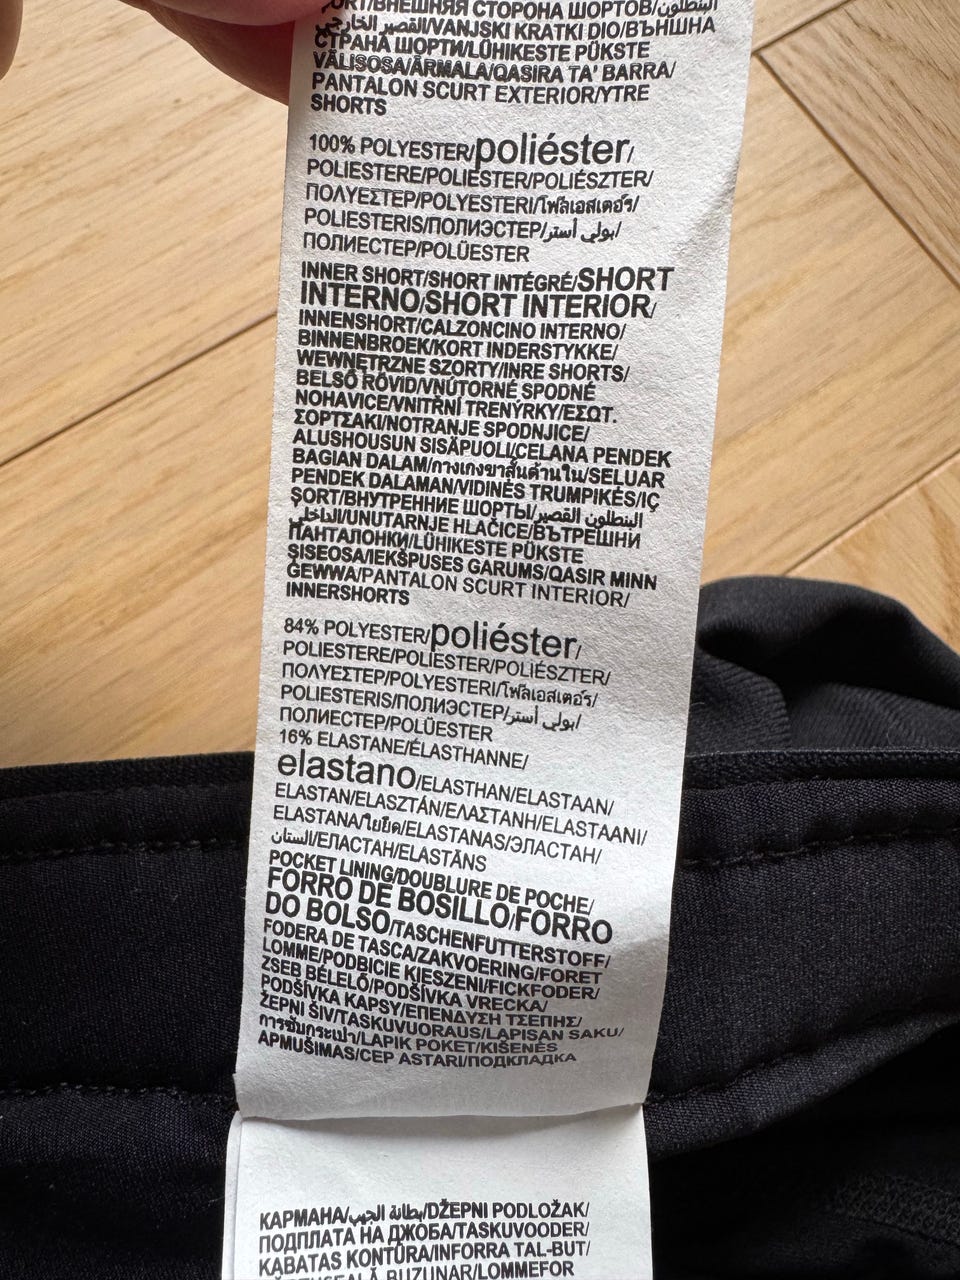 ORT/ВНЕШНЯЯ СТОРОНА ШОРТОВ/البنطلون
القصير الخارجي/VANJSKI KRATKI DIO/ВЪНШНА
СТРАНА ШОРТИ/LÜHIKESTE PÜKSTE
VÄLISOSA/ĀRMALA/QASIRA TA' BARRA/
PANTALON SCURT EXTERIOR/YTRE
SHORTS
100% POLYESTER/poliéster/
POLIESTERE/POLIESTER/POLIÉSZTER/
ΠΟΛΥΕΣΤΕΡ/POLYESTERI/โพลีเอสเตอร์/
POLIESTERIS/ПОЛИЭСТЕР/بولي أستر/
ПОЛИЕСТЕР/POLÜESTER
INNER SHORT/SHORT INTÉGRÉ/SHORT
INTERNO/SHORT INTERIOR/
INNENSHORT/CALZONCINO INTERNO/
BINNENBROEK/KORT INDERSTYKKE/
WEWNĘTRZNE SZORTY/INRE SHORTS/
BELSŐ RÖVID/VNÚTORNÉ SPODNÉ
NOHAVICE/VNITŘNÍ TRENÝRKY/ΕΣΩΤ.
ΣΟΡΤΣΑΚΙ/NOTRANJE SPODNJICE/
ALUSHOUSUN SISÄPUOLI/CELANA PENDEK
BAGIAN DALAM/กางเกงขาสั้นด้านใน/SELUAR
PENDEK DALAMAN/VIDINĖS TRUMPIKĖS/IÇ
ŞORT/ВНУТРЕННИЕ ШОРТЫ/البنطلون القصير
الداخلي/UNUTARNJE HLAČICE/ВЪТРЕШНИ
ПАНТАЛОНКИ/LÜHIKESTE PÜKSTE
SISEOSA/IEKŠPUSES GARUMS/QASIR MINN
ĠEWWA/PANTALON SCURT INTERIOR/
INNERSHORTS
84% POLYESTER/poliéster/
POLIESTERE/POLIESTER/POLIÉSZTER/
ΠΟΛΥΕΣΤΕΡ/POLYESTERI/โพลีเอสเตอร์/
POLIESTERIS/ПОЛИЭСТЕР/بولي أستر/
ПОЛИЕСТЕР/POLÜESTER
16% ELASTANE/ÉLASTHANNE/
elastano/ELASTHAN/ELASTAAN/
ELASTAN/ELASZTÁN/ΕΛΑΣΤΑΝΗ/ELASTAANI/
ELASTANA/ใยยืด/ELASTANAS/ЭЛАСТАН/
الستان/ЕЛАСТАН/ELASTĀNS
POCKET LINING/DOUBLURE DE POCHE/
FORRO DE BOSILLO/FORRO
DO BOLSO/TASCHENFUTTERSTOFF/
FODERA DE TASCA/ZAKVOERING/FORET
LOMME/PODBICIE KIESZENI/FICKFODER/
ZSEB BÉLELŐ/PODŠÍVKA VRECKA/
PODŠÍVKA KAPSY/ΕΠΕΝΔΥΣΗ ΤΣΕΠΗΣ/
ŽEPNI ŠIV/TASKUVUORAUS/LAPISAN SAKU/
การซับกระเป๋า/LAPIK POKET/KIŠENĖS
APMUŠIMAS/CEP ASTARI/ПОДКЛАДКА
КАРМАНА/بطانة الجيب/DŽEPNI PODLOŽAK/
ПОДПЛАТА НА ДЖОБА/TASKUVOODER/
KABATAS KONTŪRA/INFORRA TAL-BUT/
BUZUNAR/LOMMEFOR